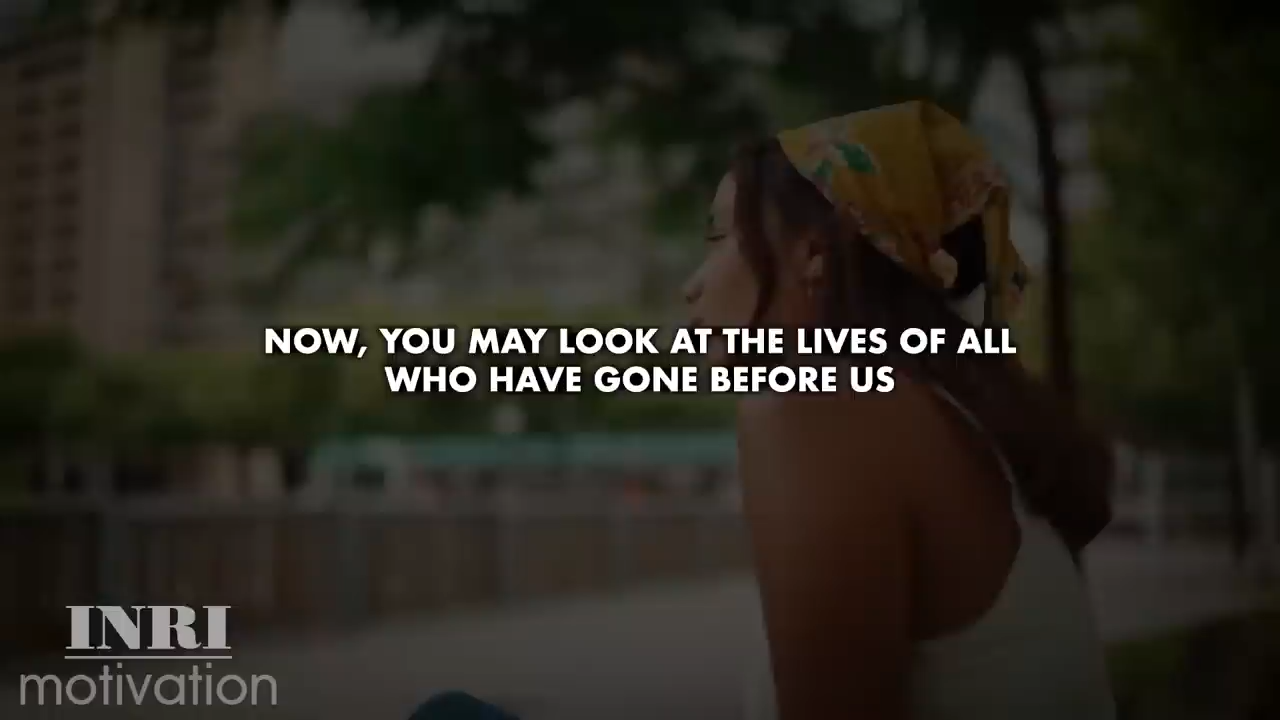 NOW, YOU MAY LOOK AT THE LIVES OF ALL
WHO HAVE GONE BEFORE US
INRI
motivation